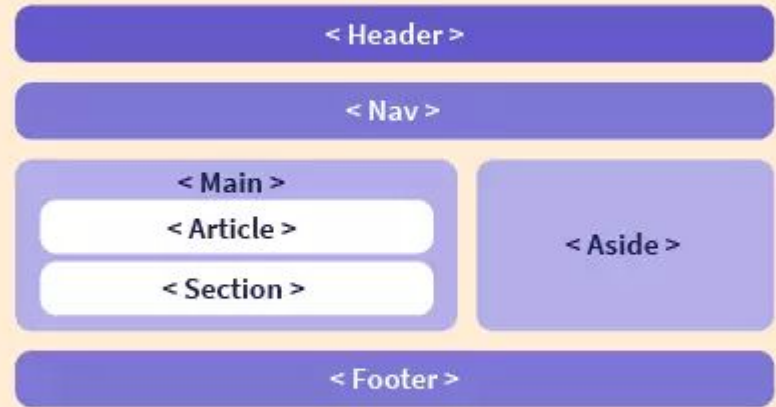 < Header >
< Nav >
< Main >
< Article >
< Section >
< Aside >
< Footer >